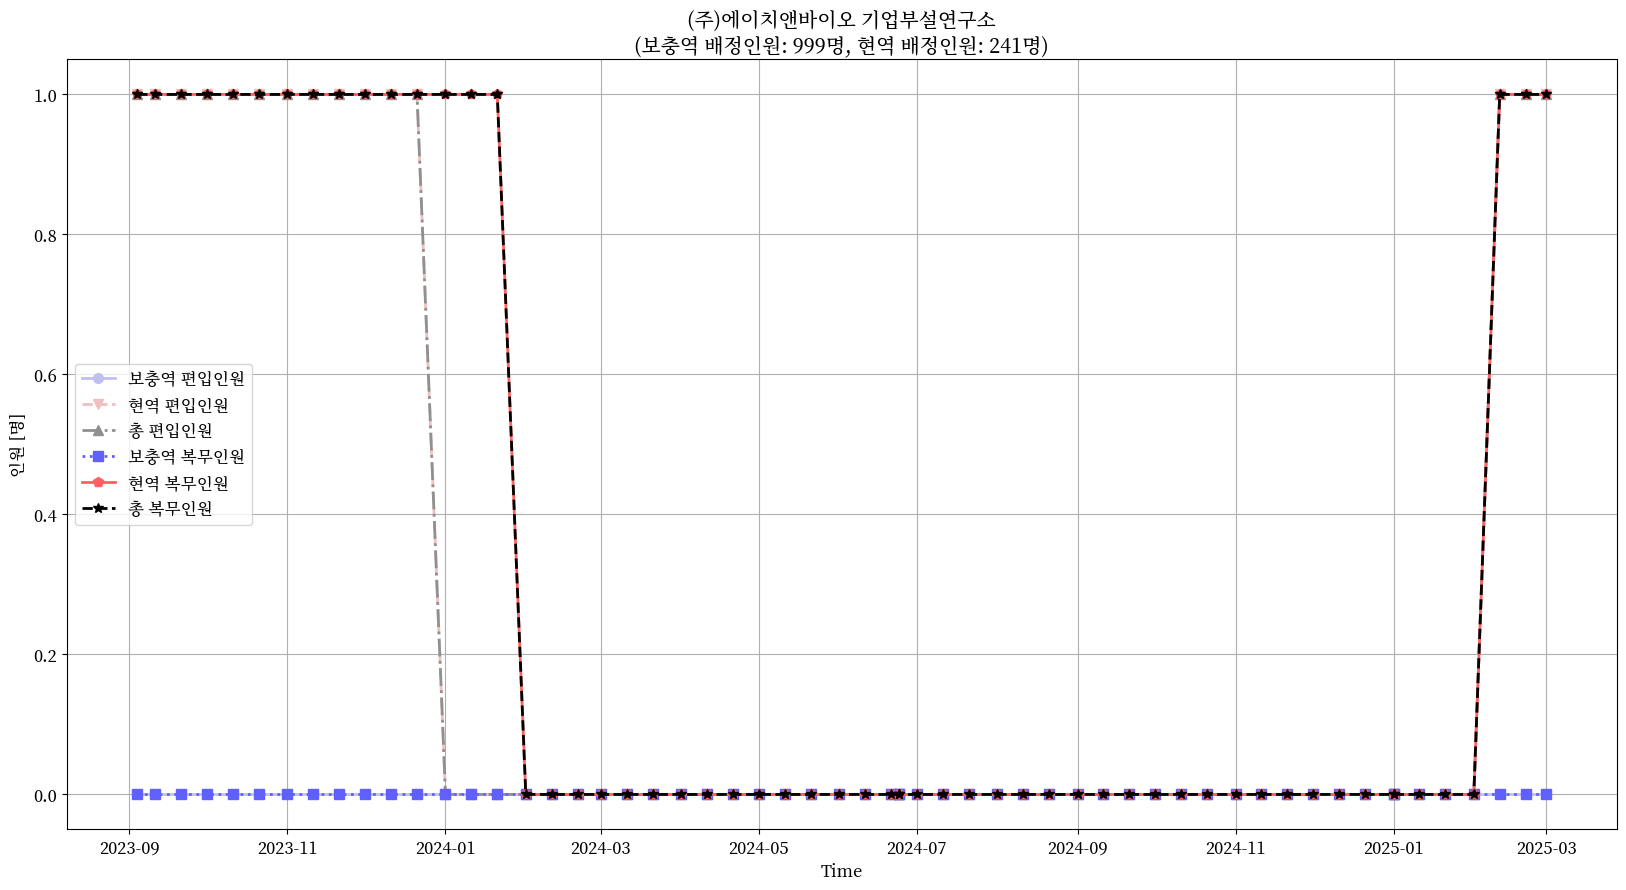 (주)에이치앤바이오 기업부설연구소
(보충역 배정인원: 999명, 현역 배정인원: 241명)
1.0
0.8
0.6
0.4
0.2
0.0
인원 [명]
보충역 편입인원
현역 편입인원
총 편입인원
보충역 복무인원
현역 복무인원
총 복무인원
2023-09
2023-11
2024-01
2024-03
2024-05
2024-07
2024-09
2024-11
2025-01
2025-03
Time